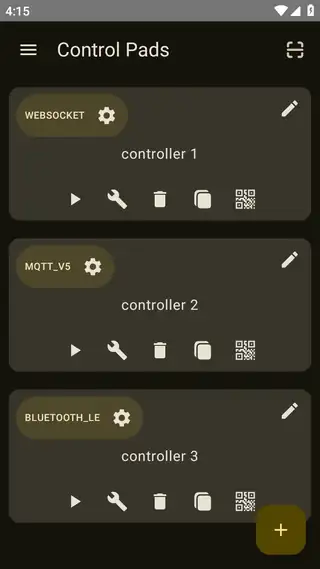 4:15
Control Pads
WEBSOCKET
controller 1
MQTT_V5
controller 2
BLUETOOTH_LE
controller 3